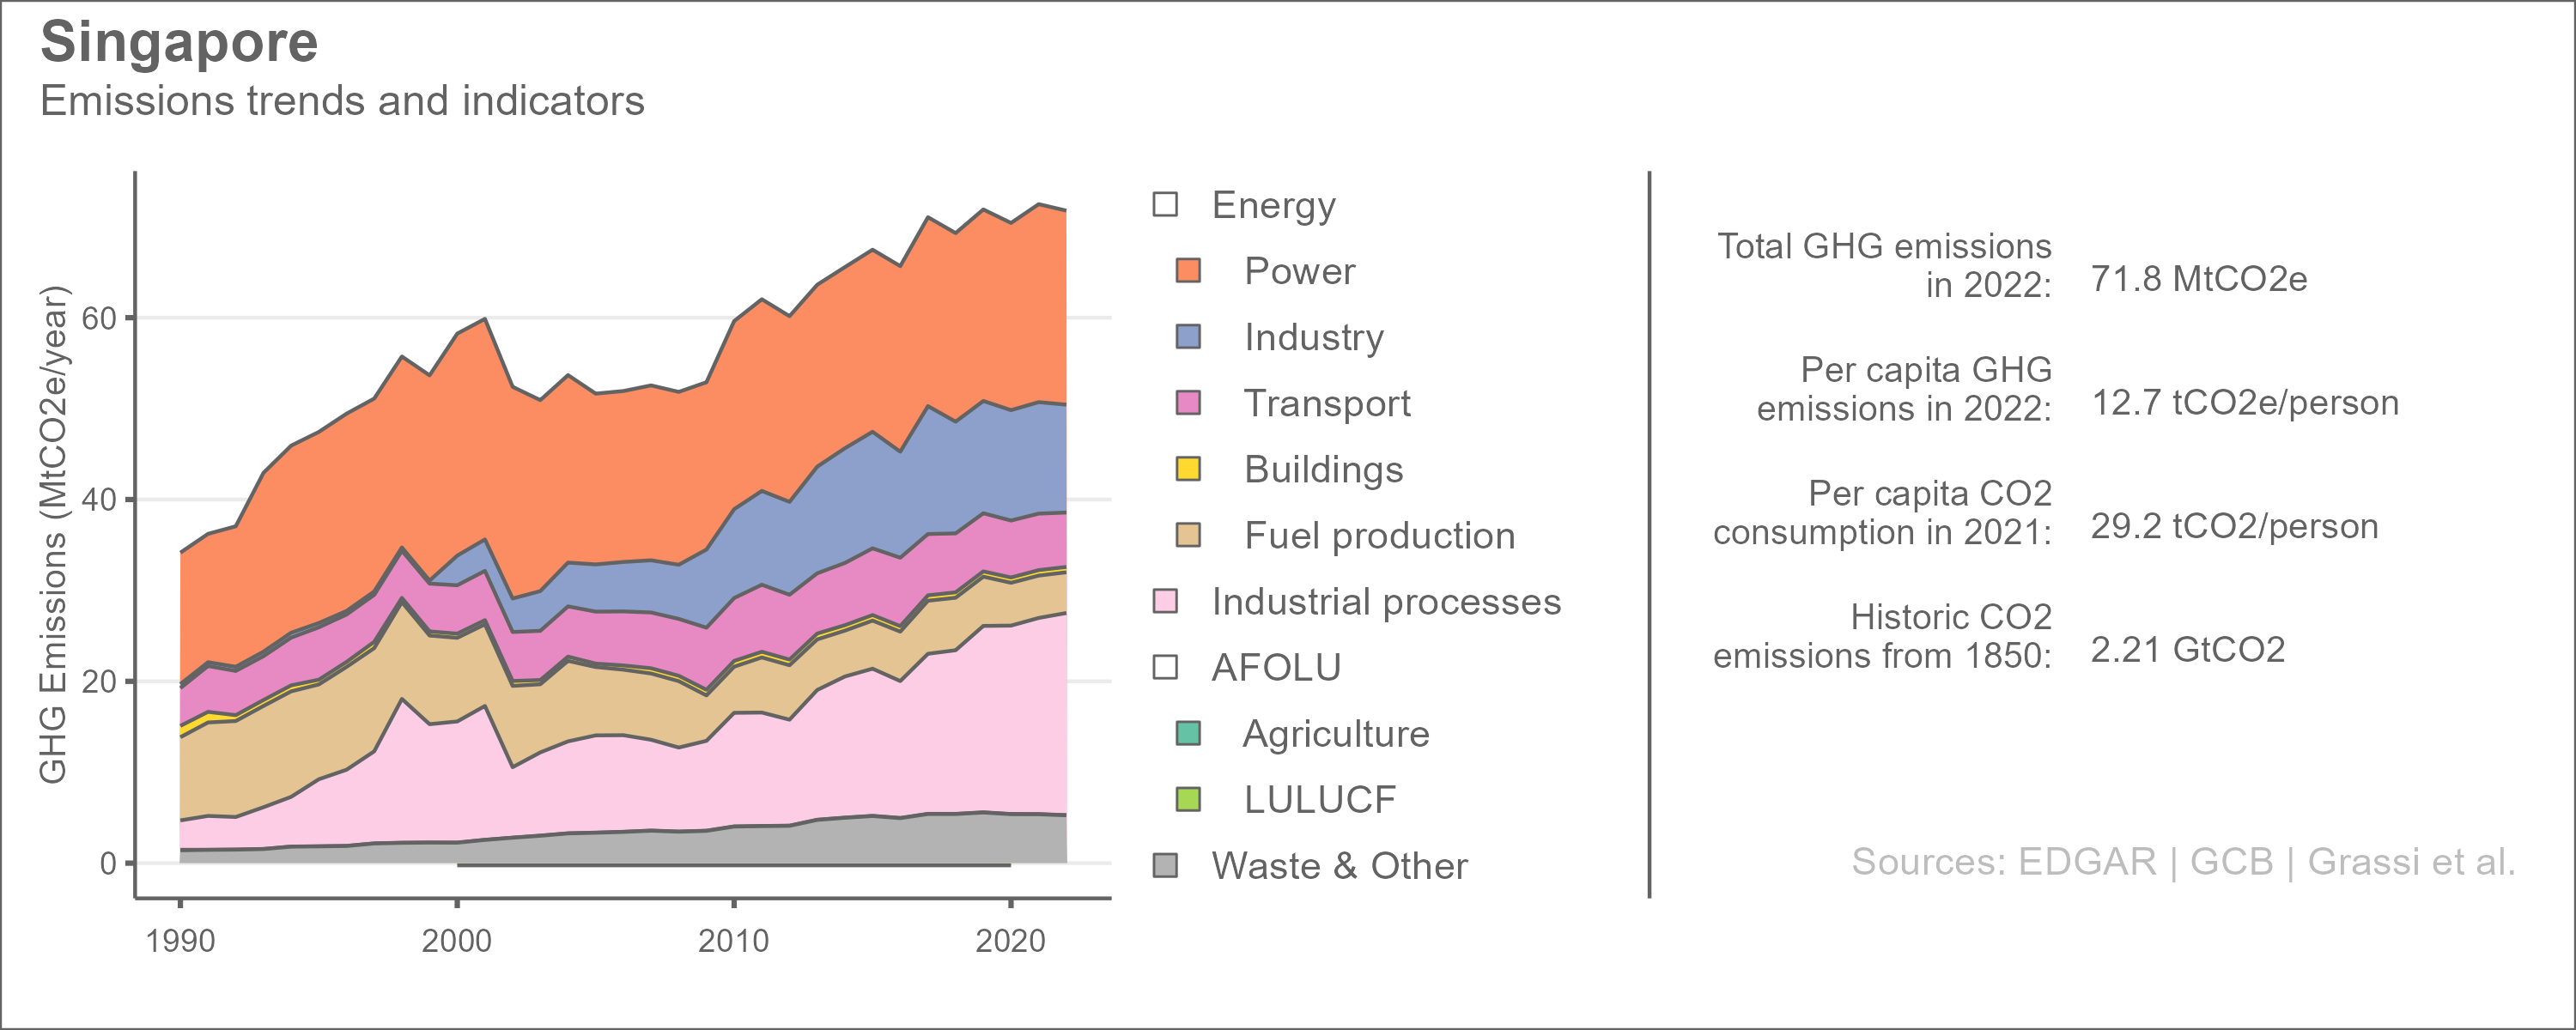 Singapore
Emissions trends and indicators
GHG Emissions (MtCO2e/year)
60
40
20
0
1990
2000
2010
2020
Energy
Power
Industry
Transport
Buildings
Fuel production
Industrial processes
AFOLU
Agriculture
LULUCF
Waste & Other
Total GHG emissions
in 2022:
71.8 MtCO2e
Per capita GHG
emissions in 2022:
12.7 tCO2e/person
Per capita CO2
consumption in 2021:
29.2 tCO2/person
Historic CO2
emissions from 1850:
2.21 GtCO2
Sources: EDGAR | GCB | Grassi et al.